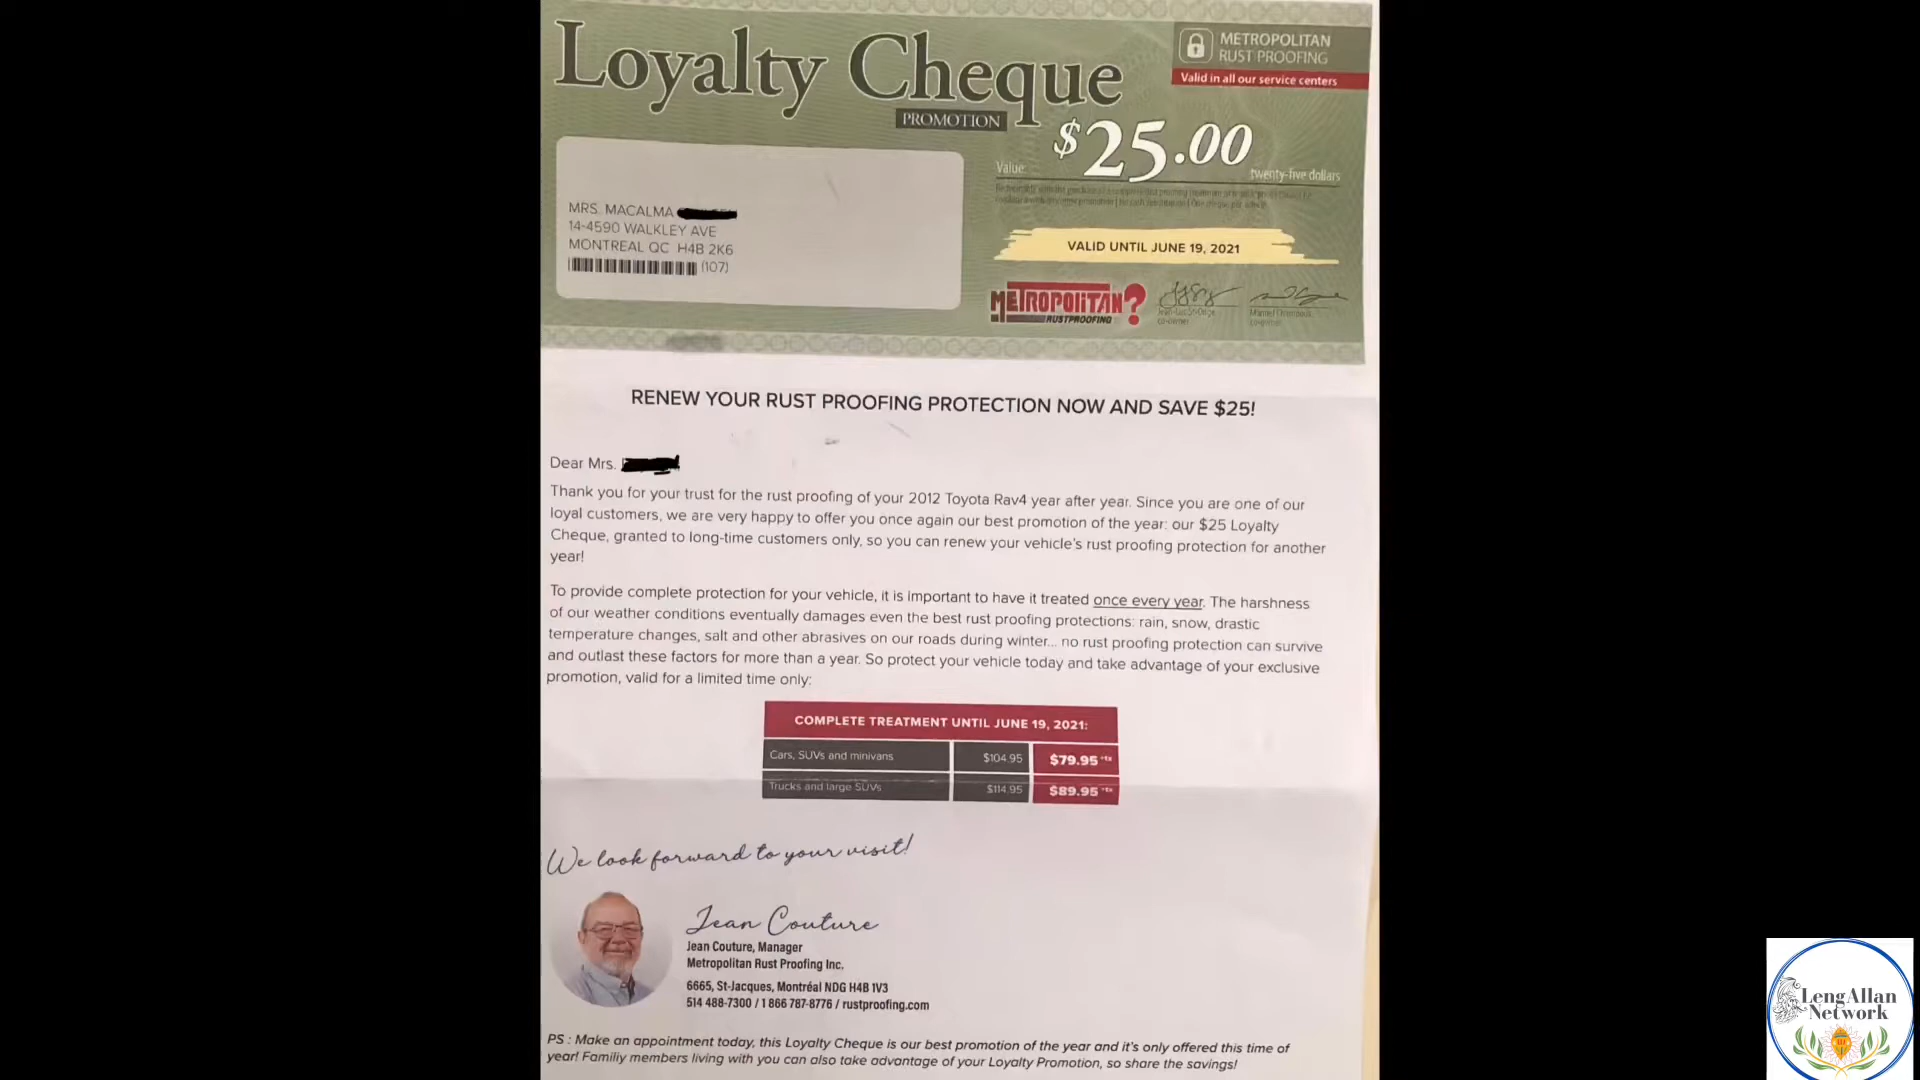 Loyalty Cheque
PROMOTION
METROPOLITAN
RUST PROOFING
Valid in all our service centers
Value:
$25.00
twenty-five dollars
VALID UNTIL JUNE 19, 2021
MRS. MACALMA
14-4590 WALKLEY AVE
MONTREAL QC H4B 2K6
(107)
METROPOLITAN?
RUSTPROOFING
co-owner
co-owner
RENEW YOUR RUST PROOFING PROTECTION NOW AND SAVE $25!
Dear Mrs.
Thank you for your trust for the rust proofing of your 2012 Toyota Rav4 year after year. Since you are one of our
loyal customers, we are very happy to offer you once again our best promotion of the year: our $25 Loyalty
Cheque, granted to long-time customers only, so you can renew your vehicle's rust proofing protection for another
year!
To provide complete protection for your vehicle, it is important to have it treated once every year. The harshness
of our weather conditions eventually damages even the best rust proofing protections: rain, snow, drastic
temperature changes, salt and other abrasives on our roads during winter... no rust proofing protection can survive
and outlast these factors for more than a year. So protect your vehicle today and take advantage of your exclusive
promotion, valid for a limited time only:
COMPLETE TREATMENT UNTIL JUNE 19, 2021:
Cars, SUVs and minivans $104.95 $79.95 +tx
Trucks and large SUVs $114.95 $89.95 +tx
We look forward to your visit!
Jean Couture
Jean Couture, Manager
Metropolitan Rust Proofing Inc.
6665, St-Jacques, Montréal NDG H4B 1V3
514 488-7300 / 1 866 787-8776 / rustproofing.com
PS : Make an appointment today, this Loyalty Cheque is our best promotion of the year and it's only offered this time of
year! Familiy members living with you can also take advantage of your Loyalty Promotion, so share the savings!
LengAllan
Network